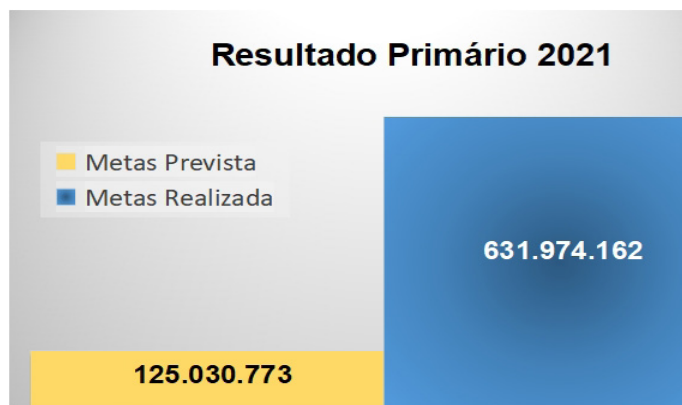 Resultado Primário 2021
Metas Prevista
Metas Realizada
631.974.162
125.030.773